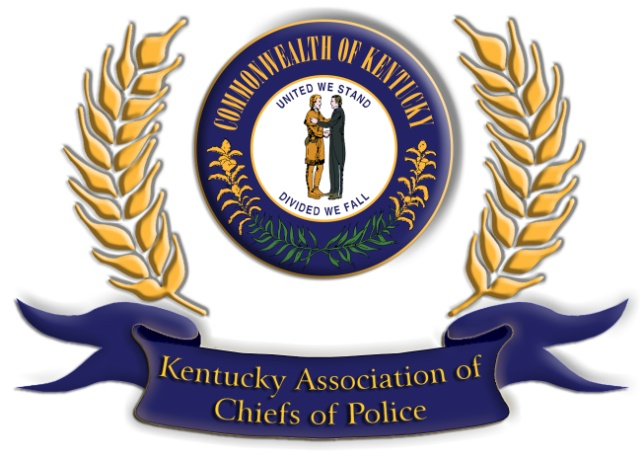 COMMONWEALTH OF KENTUCKY
UNITED WE STAND
DIVIDED WE FALL
Kentucky Association of
Chiefs of Police